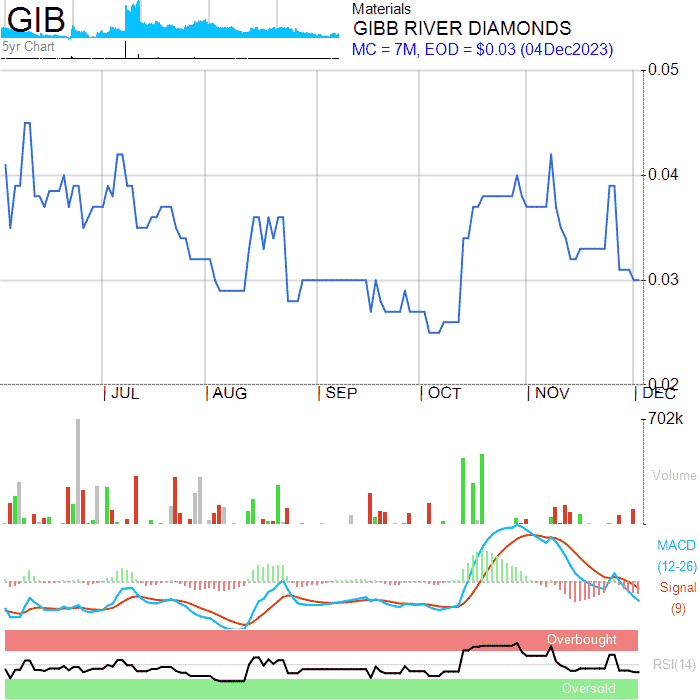 GIB
5yr Chart
Materials
GIBB RIVER DIAMONDS
MC = 7M, EOD = $0.03 (04Dec2023)
0.05
0.04
0.03
0.02
JUL AUG SEP OCT NOV DEC
702k
Volume
MACD
(12-26)
Signal
(9)
Overbought
RSI(14)
Oversold